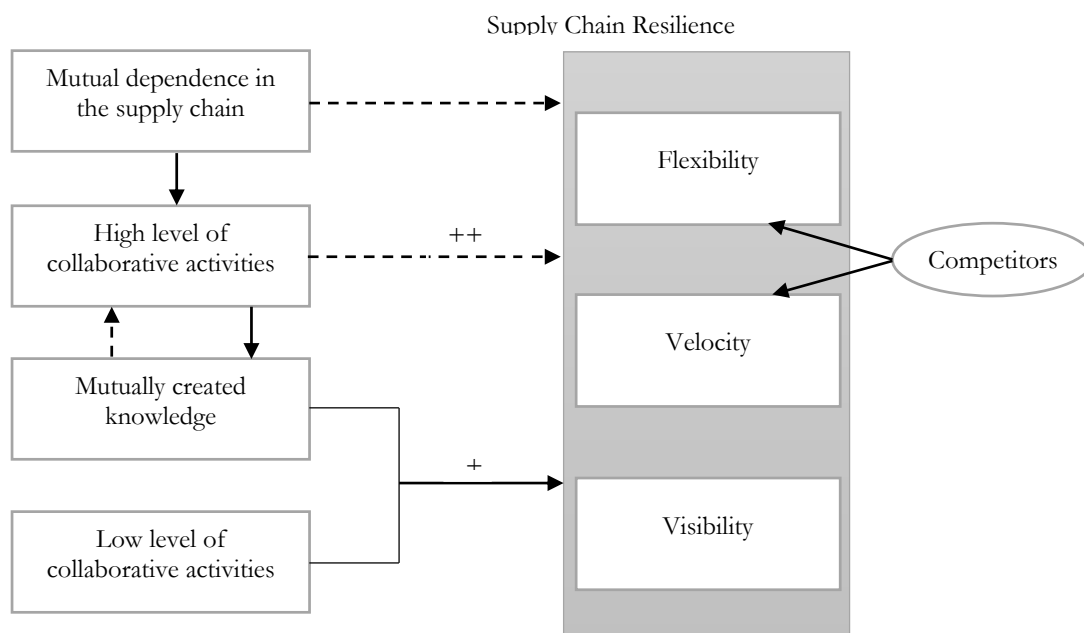 Supply Chain Resilience
Mutual dependence in
the supply chain
Flexibility
High level of
collaborative activities
++
Competitors
Velocity
Mutually created
knowledge
+
Visibility
Low level of
collaborative activities